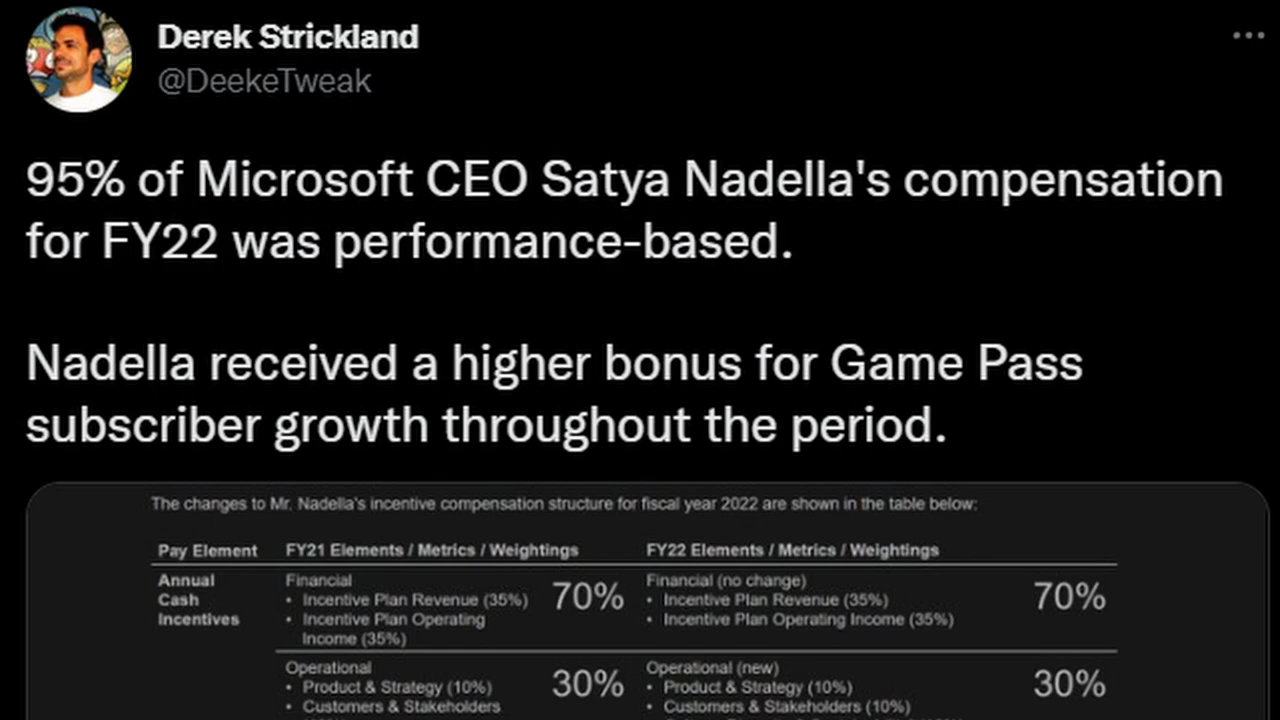 Derek Strickland
@DeekeTweak
95% of Microsoft CEO Satya Nadella's compensation
for FY22 was performance-based.
Nadella received a higher bonus for Game Pass
subscriber growth throughout the period.
The changes to Mr. Nadella's incentive compensation structure for fiscal year 2022 are shown in the table below:
Pay Element FY21 Elements / Metrics / Weightings FY22 Elements / Metrics / Weightings
Annual Financial Financial (no change)
Cash • Incentive Plan Revenue (35%) 70% • Incentive Plan Revenue (35%) 70%
Incentives • Incentive Plan Operating • Incentive Plan Operating Income (35%)
Income (35%)
Operational Operational (new)
• Product & Strategy (10%) 30% • Product & Strategy (10%) 30%
• Customers & Stakeholders • Customers & Stakeholders (10%)